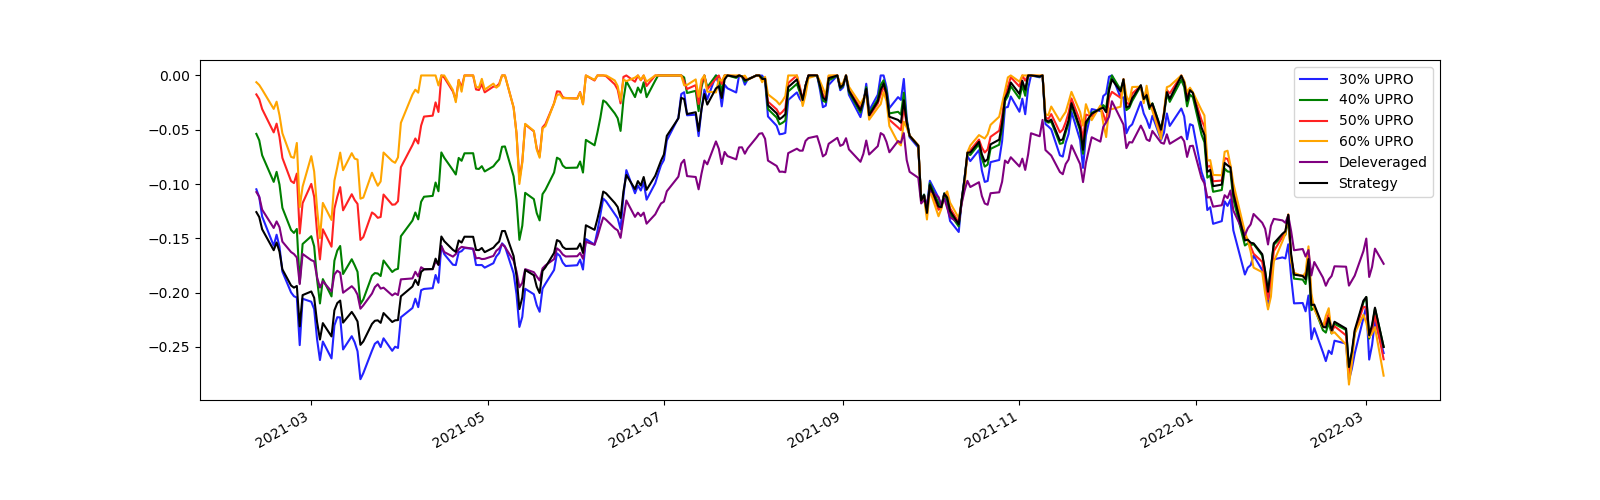 0.00
−0.05
−0.10
−0.15
−0.20
−0.25
2021-03
2021-05
2021-07
2021-09
2021-11
2022-01
2022-03
30% UPRO
40% UPRO
50% UPRO
60% UPRO
Deleveraged
Strategy